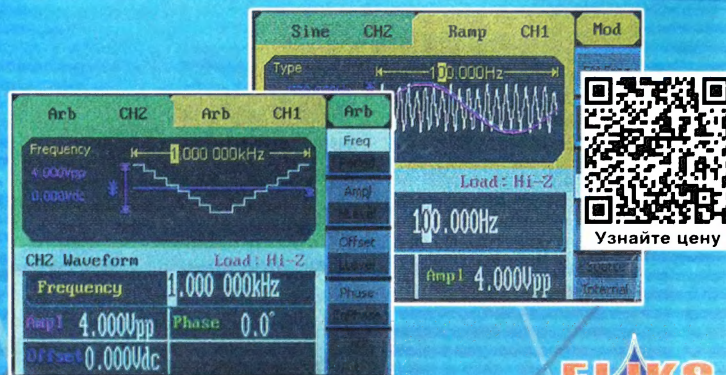 Sine CH2 Ramp CH1 Mod
Type
100.000Hz
Load: Hi-Z
100.000Hz
Ampl 4.000Vpp
Internal
Arb CH2 Arb CH1 Arb
Frequency
1.000 000kHz
Freq
4.000Vpp
0.000Vdc
Ampl
Offset
Phase
CH2 Waveform Load: Hi-Z
Frequency 1.000 000kHz
Ampl 4.000Vpp Phase 0.0°
Offset 0.000Vdc
Узнайте цену
ELIKS